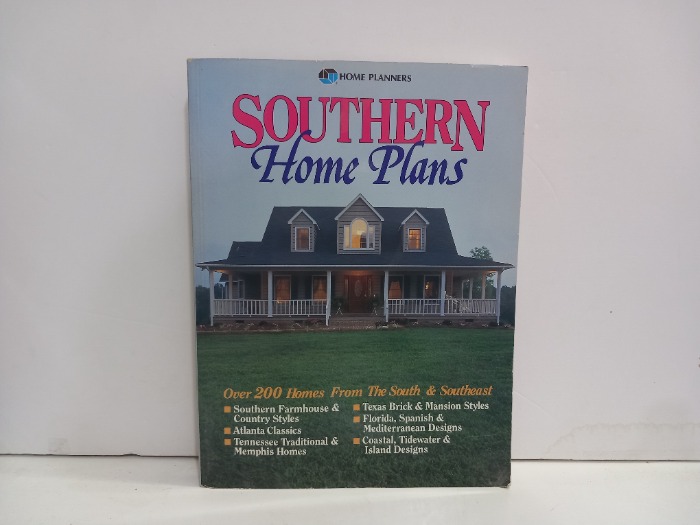 HOME PLANNERS
SOUTHERN
Home Plans
Over 200 Homes From The South & Southeast
Southern Farmhouse &
Country Styles
Atlanta Classics
Tennessee Traditional &
Memphis Homes
Texas Brick & Mansion Styles
Florida, Spanish &
Mediterranean Designs
Coastal, Tidewater &
Island Designs